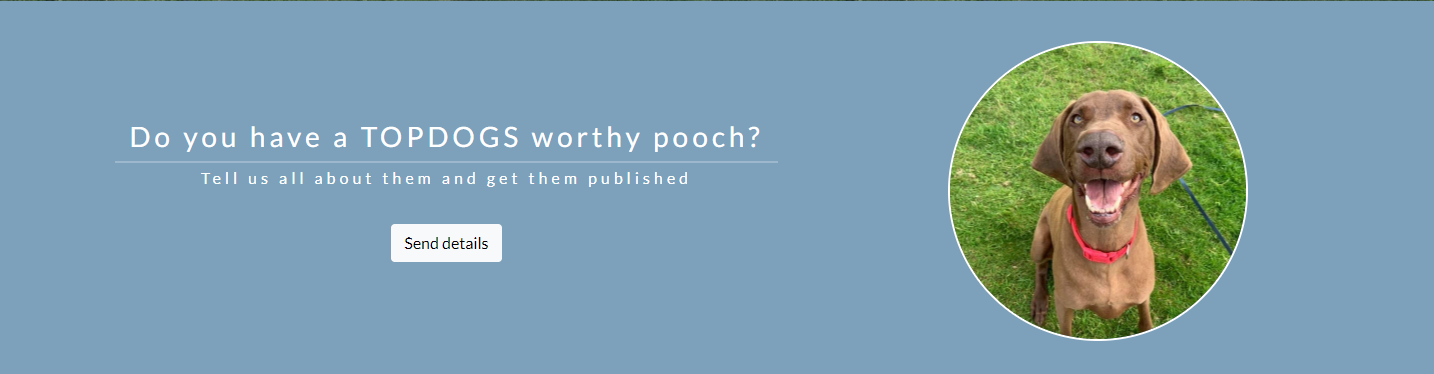 Do you have a TOPDOGS worthy pooch?
Tell us all about them and get them published
Send details